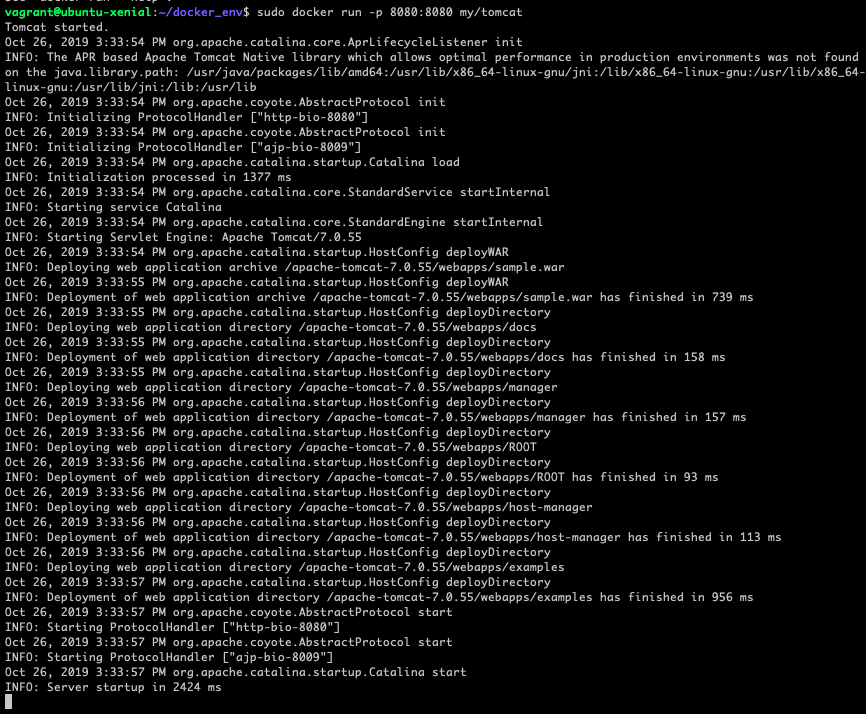 vagrant@ubuntu-xenial:~/docker_env$ sudo docker run -p 8080:8080 my/tomcat
Tomcat started.
Oct 26, 2019 3:33:54 PM org.apache.catalina.core.AprLifecycleListener init
INFO: The APR based Apache Tomcat Native library which allows optimal performance in production environments was not found
on the java.library.path: /usr/java/packages/lib/amd64:/usr/lib/x86_64-linux-gnu/jni:/lib/x86_64-linux-gnu:/usr/lib/x86_64-
linux-gnu:/usr/lib/jni:/lib:/usr/lib
Oct 26, 2019 3:33:54 PM org.apache.coyote.AbstractProtocol init
INFO: Initializing ProtocolHandler ["http-bio-8080"]
Oct 26, 2019 3:33:54 PM org.apache.coyote.AbstractProtocol init
INFO: Initializing ProtocolHandler ["ajp-bio-8009"]
Oct 26, 2019 3:33:54 PM org.apache.catalina.startup.Catalina load
INFO: Initialization processed in 1377 ms
Oct 26, 2019 3:33:54 PM org.apache.catalina.core.StandardService startInternal
INFO: Starting service Catalina
Oct 26, 2019 3:33:54 PM org.apache.catalina.core.StandardEngine startInternal
INFO: Starting Servlet Engine: Apache Tomcat/7.0.55
Oct 26, 2019 3:33:54 PM org.apache.catalina.startup.HostConfig deployWAR
INFO: Deploying web application archive /apache-tomcat-7.0.55/webapps/sample.war
Oct 26, 2019 3:33:55 PM org.apache.catalina.startup.HostConfig deployWAR
INFO: Deployment of web application archive /apache-tomcat-7.0.55/webapps/sample.war has finished in 739 ms
Oct 26, 2019 3:33:55 PM org.apache.catalina.startup.HostConfig deployDirectory
INFO: Deploying web application directory /apache-tomcat-7.0.55/webapps/docs
Oct 26, 2019 3:33:55 PM org.apache.catalina.startup.HostConfig deployDirectory
INFO: Deployment of web application directory /apache-tomcat-7.0.55/webapps/docs has finished in 158 ms
Oct 26, 2019 3:33:55 PM org.apache.catalina.startup.HostConfig deployDirectory
INFO: Deploying web application directory /apache-tomcat-7.0.55/webapps/manager
Oct 26, 2019 3:33:56 PM org.apache.catalina.startup.HostConfig deployDirectory
INFO: Deployment of web application directory /apache-tomcat-7.0.55/webapps/manager has finished in 157 ms
Oct 26, 2019 3:33:56 PM org.apache.catalina.startup.HostConfig deployDirectory
INFO: Deploying web application directory /apache-tomcat-7.0.55/webapps/ROOT
Oct 26, 2019 3:33:56 PM org.apache.catalina.startup.HostConfig deployDirectory
INFO: Deployment of web application directory /apache-tomcat-7.0.55/webapps/ROOT has finished in 93 ms
Oct 26, 2019 3:33:56 PM org.apache.catalina.startup.HostConfig deployDirectory
INFO: Deploying web application directory /apache-tomcat-7.0.55/webapps/host-manager
Oct 26, 2019 3:33:56 PM org.apache.catalina.startup.HostConfig deployDirectory
INFO: Deployment of web application directory /apache-tomcat-7.0.55/webapps/host-manager has finished in 113 ms
Oct 26, 2019 3:33:56 PM org.apache.catalina.startup.HostConfig deployDirectory
INFO: Deploying web application directory /apache-tomcat-7.0.55/webapps/examples
Oct 26, 2019 3:33:57 PM org.apache.catalina.startup.HostConfig deployDirectory
INFO: Deployment of web application directory /apache-tomcat-7.0.55/webapps/examples has finished in 956 ms
Oct 26, 2019 3:33:57 PM org.apache.coyote.AbstractProtocol start
INFO: Starting ProtocolHandler ["http-bio-8080"]
Oct 26, 2019 3:33:57 PM org.apache.coyote.AbstractProtocol start
INFO: Starting ProtocolHandler ["ajp-bio-8009"]
Oct 26, 2019 3:33:57 PM org.apache.catalina.startup.Catalina start
INFO: Server startup in 2424 ms